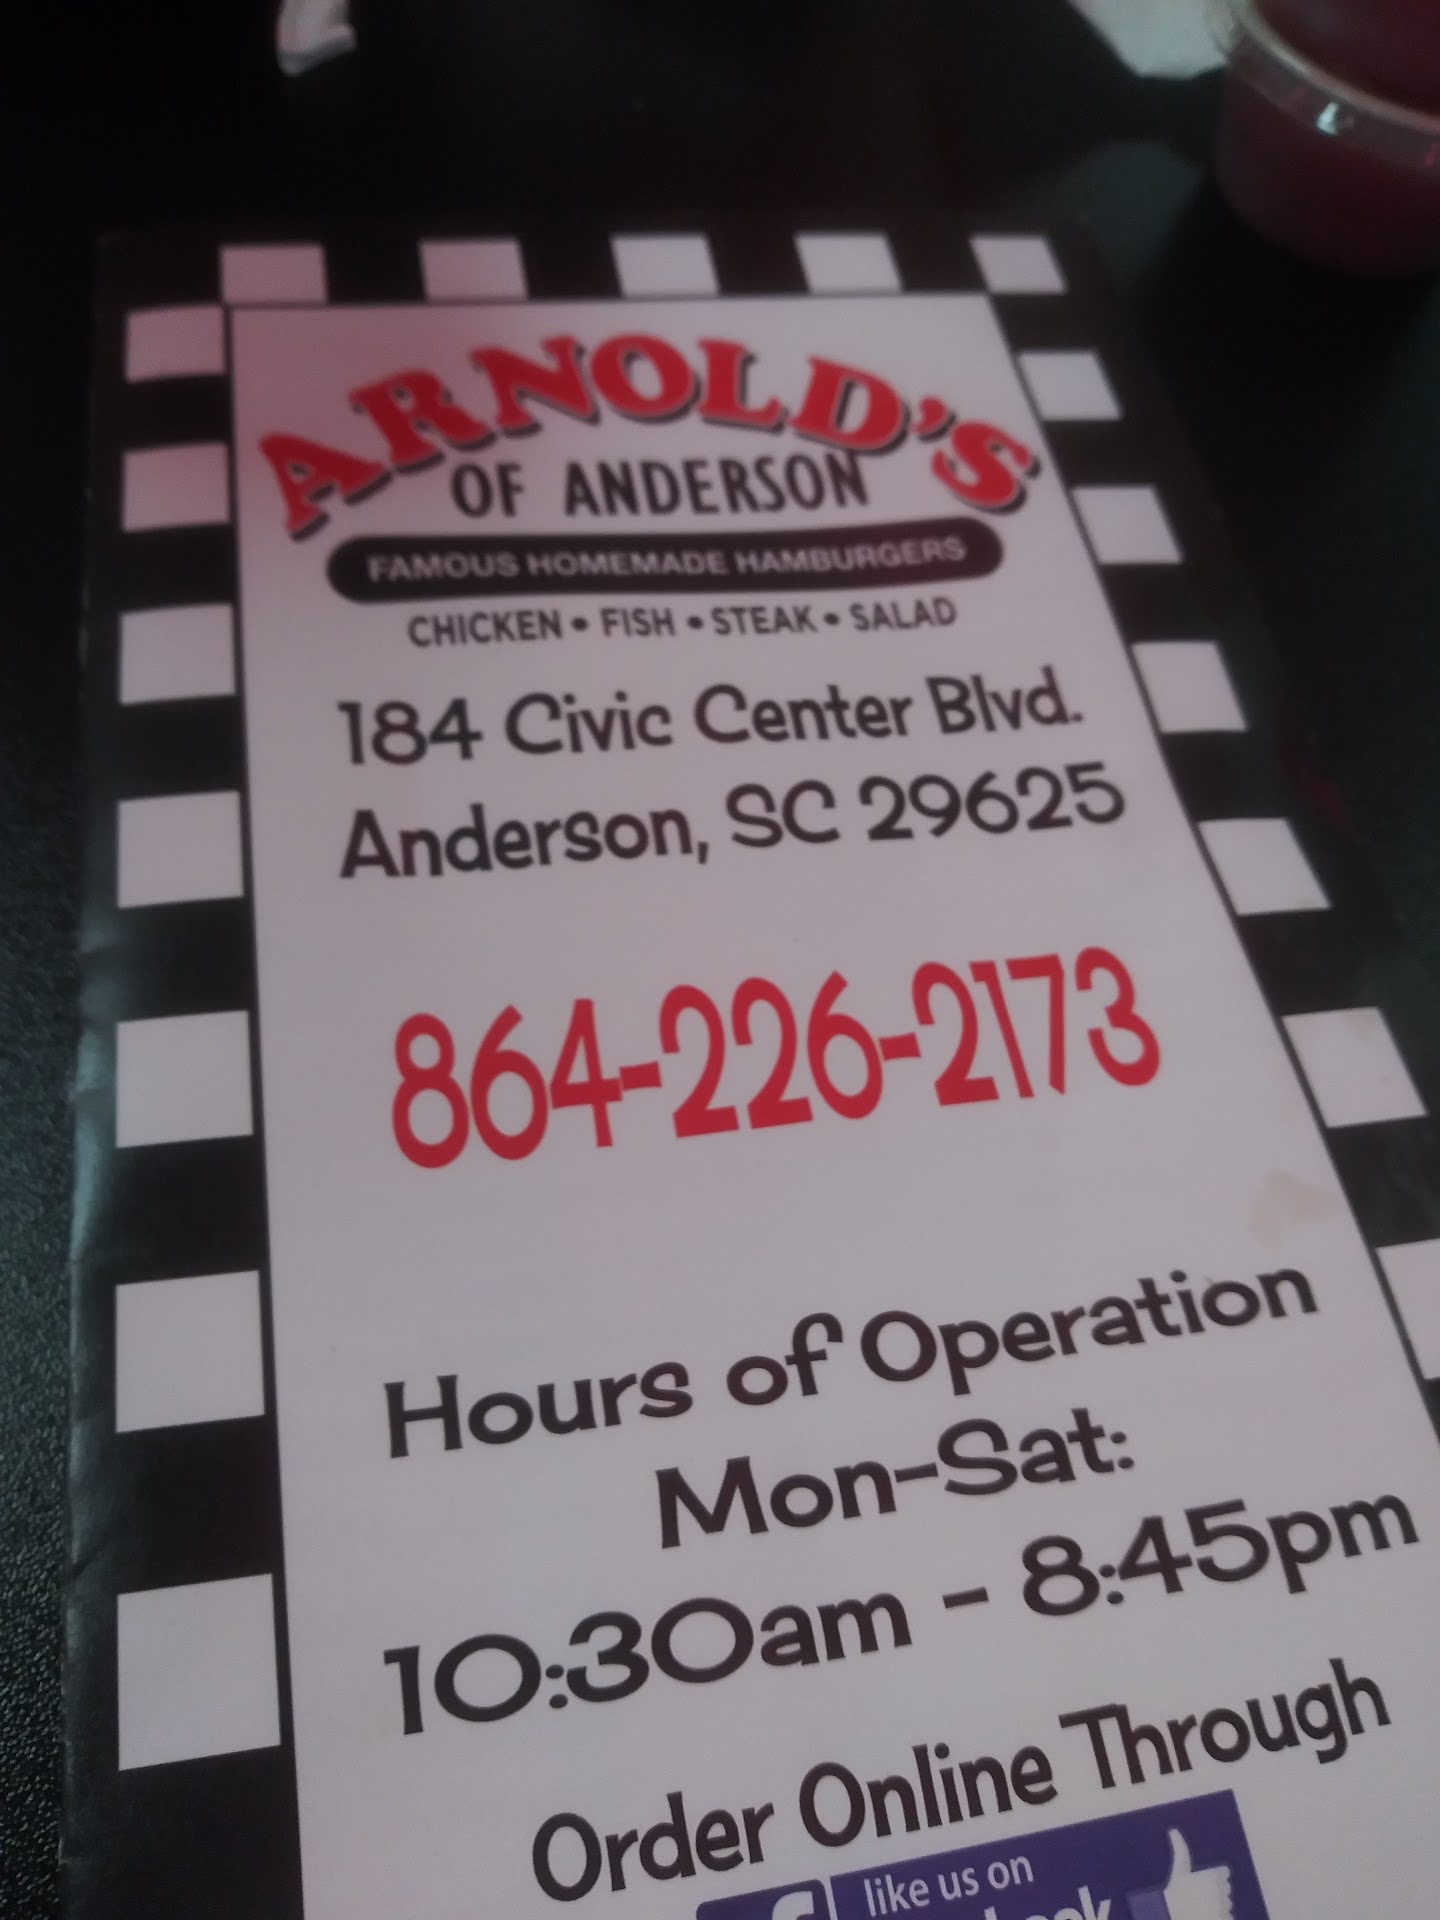 ARNOLD'S
OF ANDERSON
FAMOUS HOMEMADE HAMBURGERS
CHICKEN • FISH • STEAK • SALAD
184 Civic Center Blvd.
Anderson, SC 29625
864-226-2173
Hours of Operation
Mon-Sat:
10:30am - 8:45pm
Order Online Through
like us on